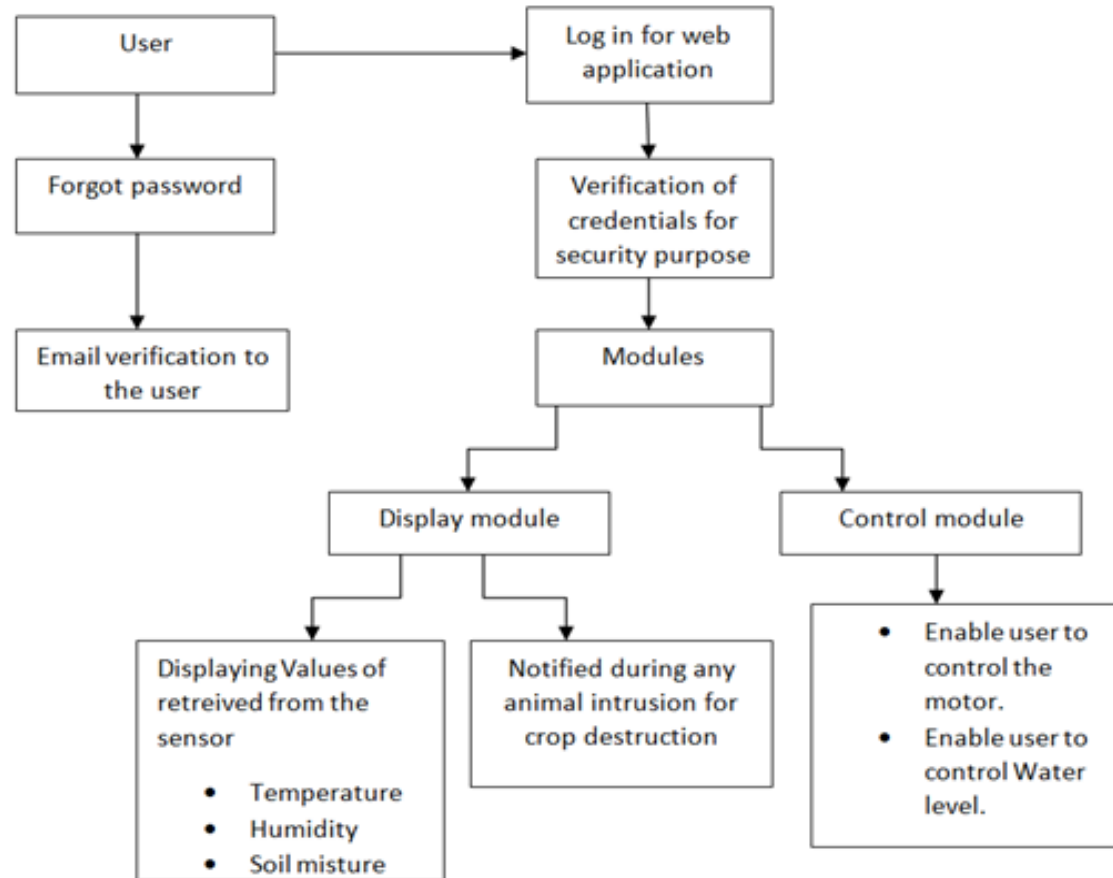 User
Log in for web
application
Forgot password
Verification of
credentials for
security purpose
Email verification to
the user
Modules
Display module
Control module
Displaying Values of
retreived from the
sensor
• Temperature
• Humidity
• Soil misture
Notified during any
animal intrusion for
crop destruction
• Enable user to
control the
motor.
• Enable user to
control Water
level.